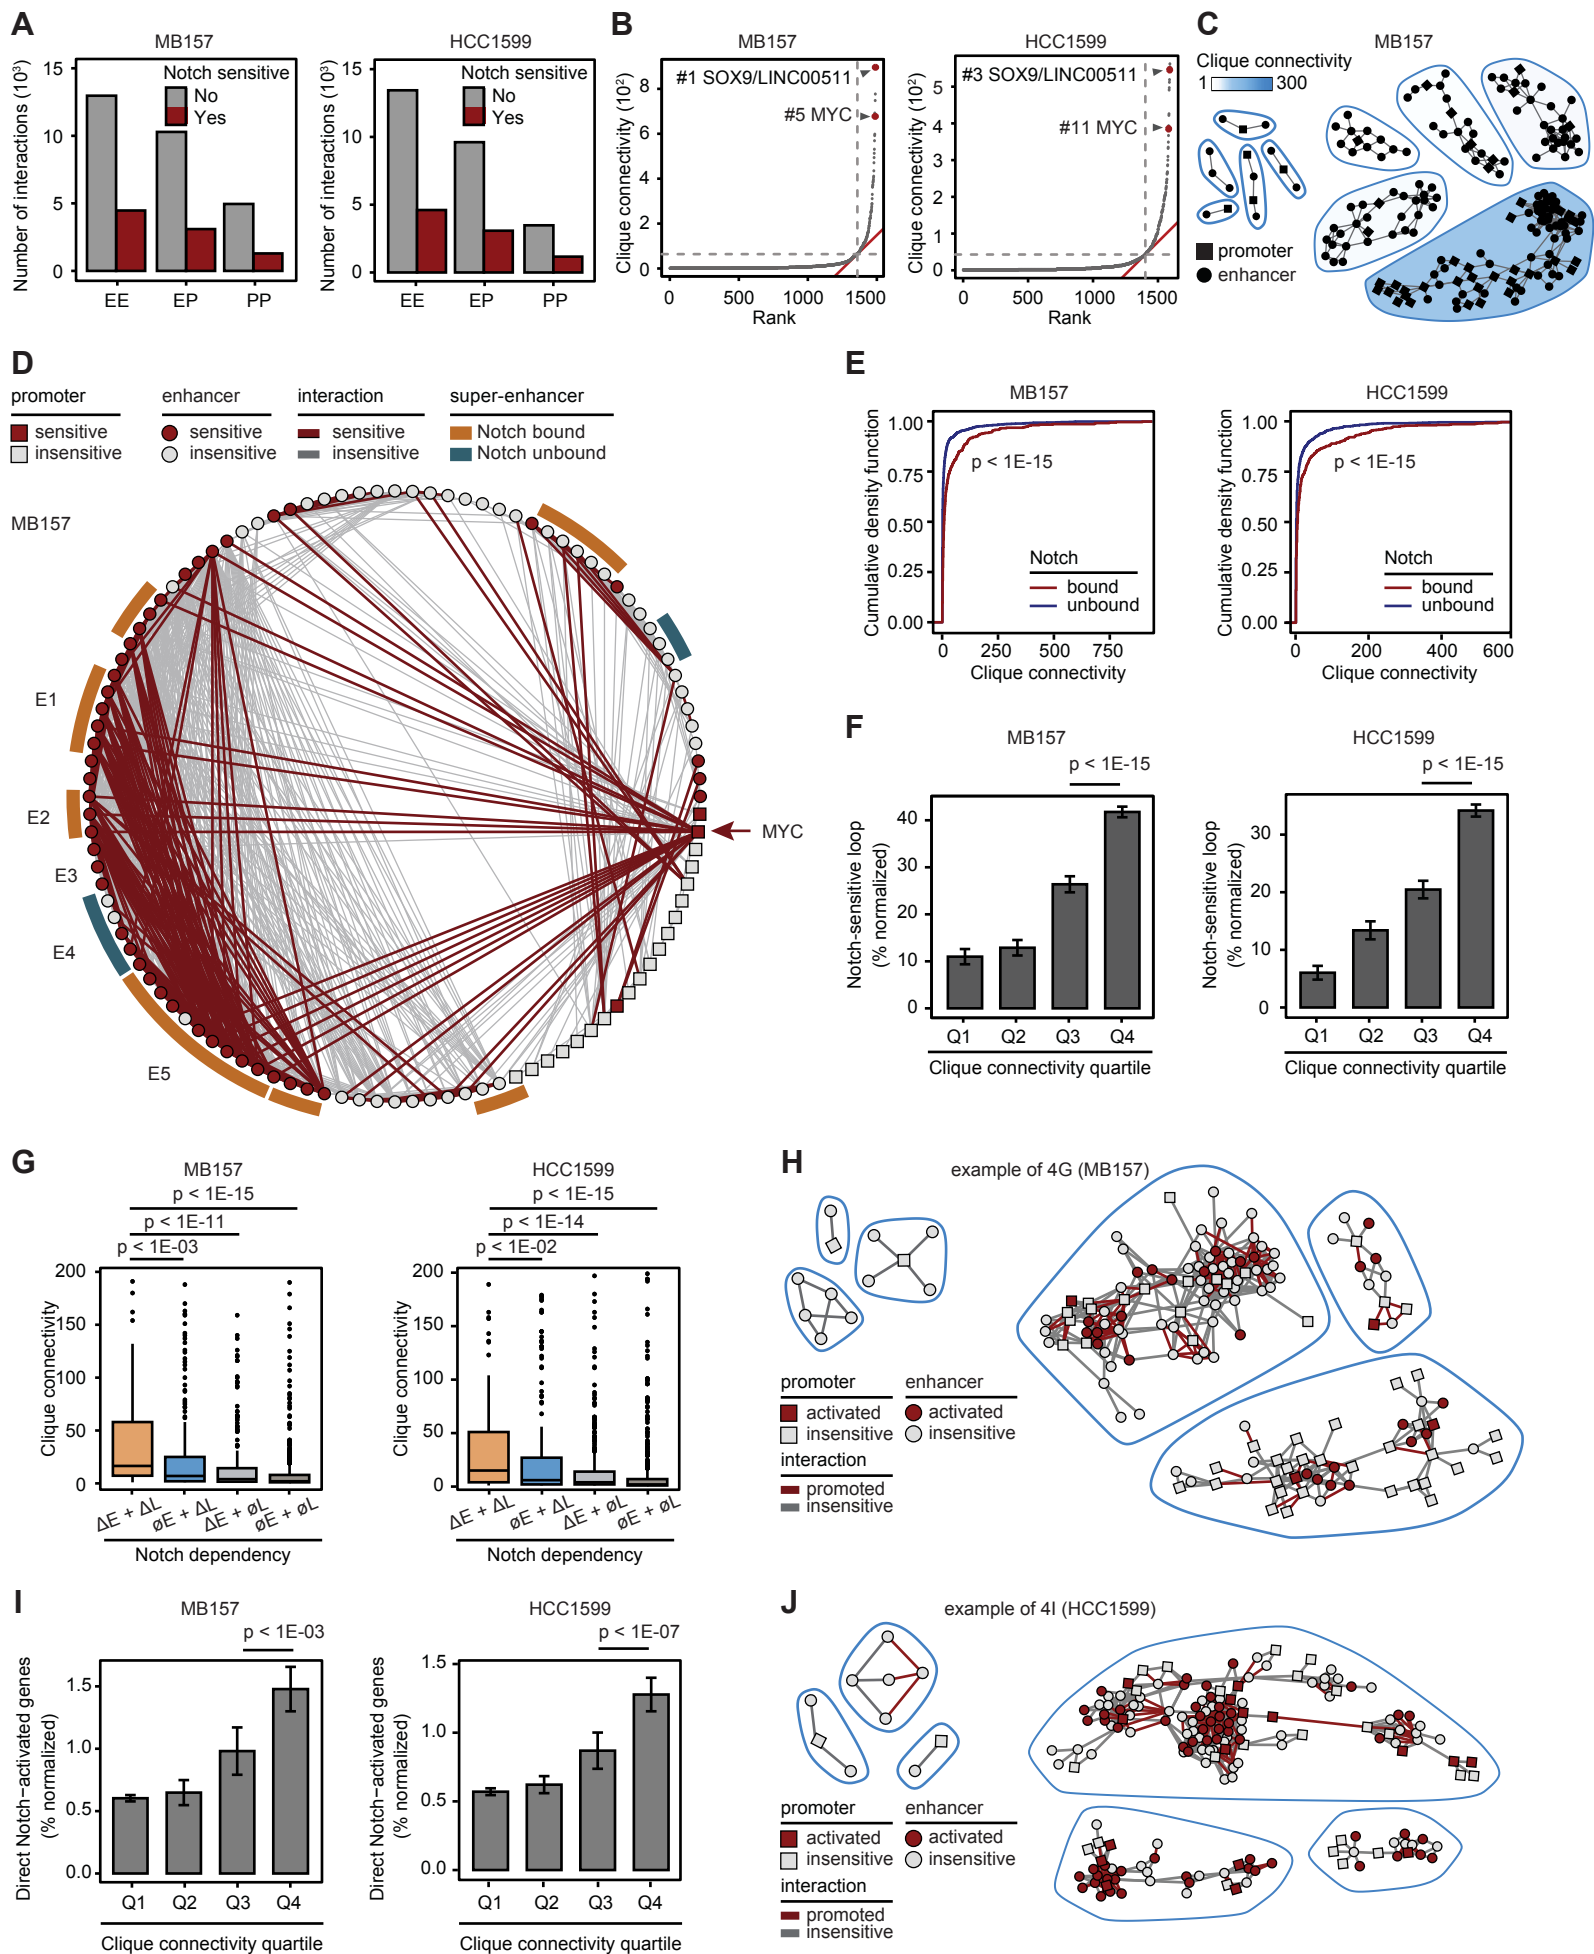 A
MB157
Number of interactions (10³)
15
10
5
0
Notch sensitive
No
Yes
EE EP PP
HCC1599
Number of interactions (10³)
15
10
5
0
Notch sensitive
No
Yes
EE EP PP
B
MB157
Clique connectivity (10²)
8
6
4
2
0
#1 SOX9/LINC00511
#5 MYC
0 500 1000 1500
Rank
HCC1599
Clique connectivity (10²)
5
4
3
2
1
0
#3 SOX9/LINC00511
#11 MYC
0 500 1000 1500
Rank
C
MB157
Clique connectivity
1 300
promoter
enhancer
D
promoter
sensitive
insensitive
enhancer
sensitive
insensitive
interaction
sensitive
insensitive
super-enhancer
Notch bound
Notch unbound
MB157
E1
E2
E3
E4
E5
MYC
E
MB157
Cumulative density function
1.00
0.75
0.50
0.25
0.00
p < 1E-15
Notch
bound
unbound
0 250 500 750
Clique connectivity
HCC1599
Cumulative density function
1.00
0.75
0.50
0.25
0.00
p < 1E-15
Notch
bound
unbound
0 200 400 600
Clique connectivity
F
MB157
p < 1E-15
Notch-sensitive loop
(% normalized)
40
30
20
10
0
Q1 Q2 Q3 Q4
Clique connectivity quartile
HCC1599
p < 1E-15
Notch-sensitive loop
(% normalized)
30
20
10
0
Q1 Q2 Q3 Q4
Clique connectivity quartile
G
MB157
p < 1E-15
p < 1E-11
p < 1E-03
Clique connectivity
200
150
100
50
0
ΔE + ΔL øE + ΔL ΔE + øL øE + øL
Notch dependency
HCC1599
p < 1E-15
p < 1E-14
p < 1E-02
Clique connectivity
200
150
100
50
0
ΔE + ΔL øE + ΔL ΔE + øL øE + øL
Notch dependency
H
example of 4G (MB157)
promoter
activated
insensitive
enhancer
activated
insensitive
interaction
promoted
insensitive
I
MB157
p < 1E-03
Direct Notch−activated genes
(% normalized)
1.5
1.0
0.5
0.0
Q1 Q2 Q3 Q4
Clique connectivity quartile
HCC1599
p < 1E-07
Direct Notch−activated genes
(% normalized)
1.5
1.0
0.5
0.0
Q1 Q2 Q3 Q4
Clique connectivity quartile
J
example of 4I (HCC1599)
promoter
activated
insensitive
enhancer
activated
insensitive
interaction
promoted
insensitive